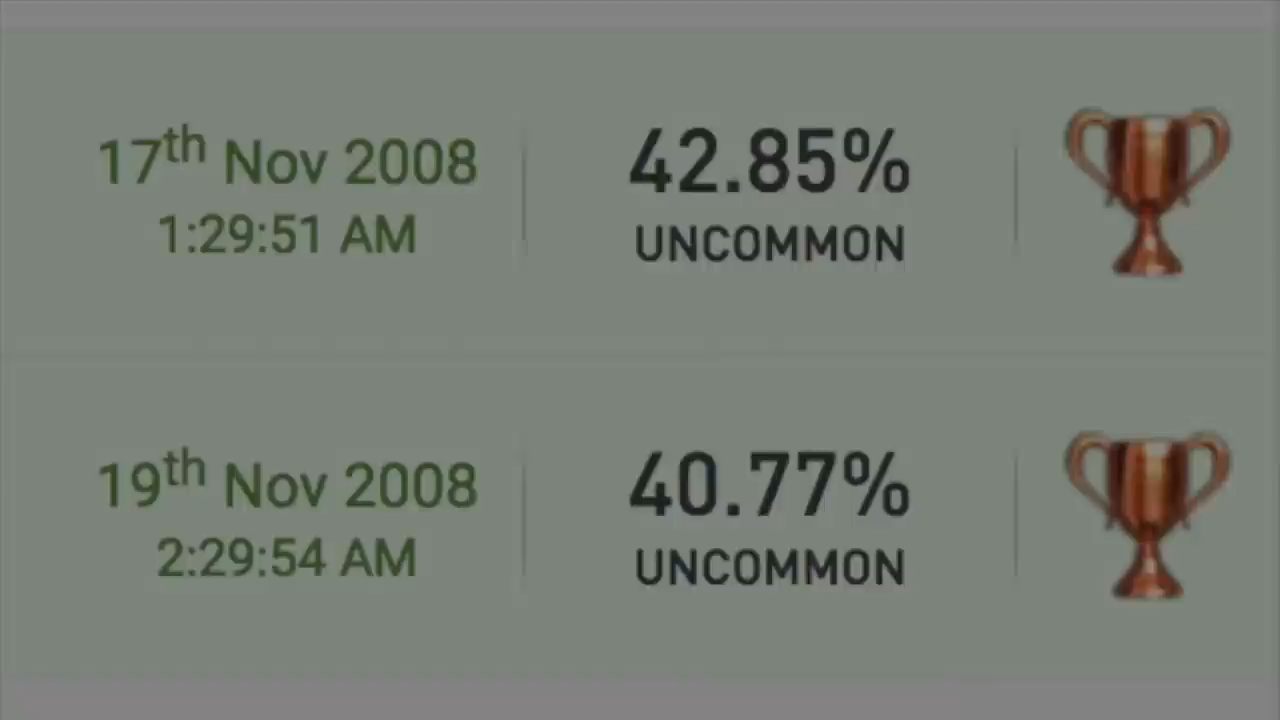 17th Nov 2008
1:29:51 AM
42.85%
UNCOMMON
19th Nov 2008
2:29:54 AM
40.77%
UNCOMMON